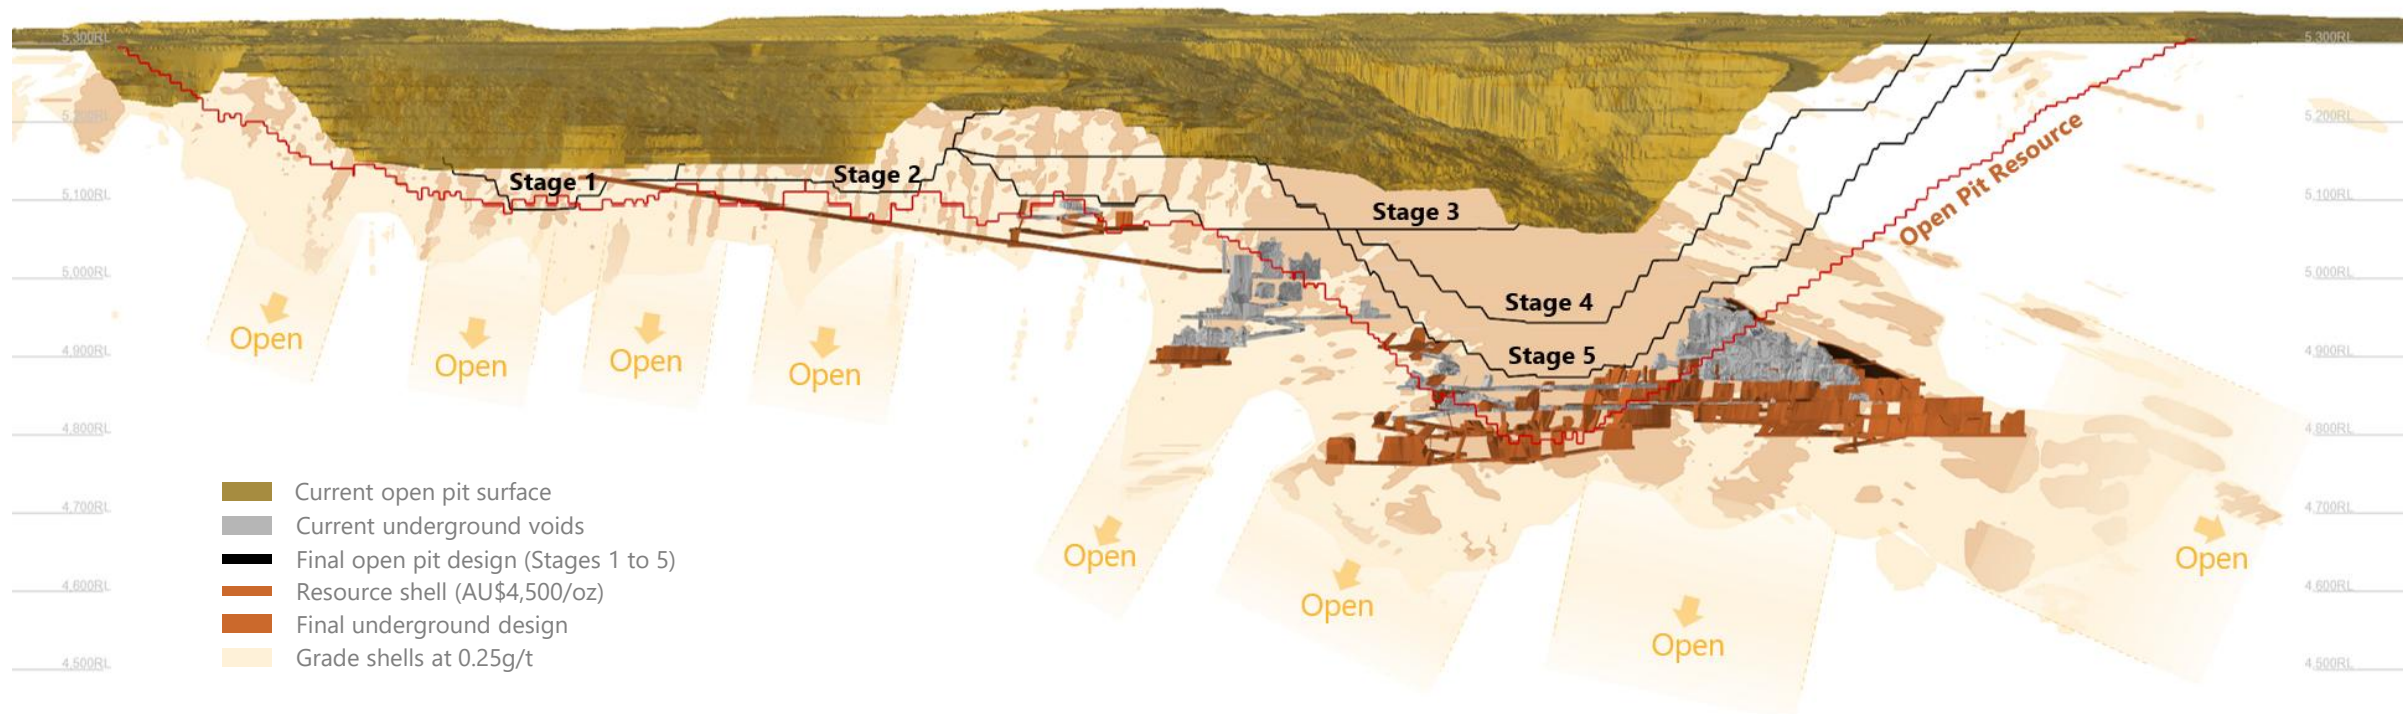 5,300RL
5,300RL
5,200RL
5,200RL
Open Pit Resource
Stage 1
Stage 2
5,100RL
5,100RL
Stage 3
5,000RL
5,000RL
Stage 4
Open
Open
Open
Open
4,900RL
4,900RL
Stage 5
4,800RL
4,800RL
Current open pit surface
4,700RL
4,700RL
Current underground voids
Open
Open
Final open pit design (Stages 1 to 5)
4,600RL
4,600RL
Resource shell (AU$4,500/oz)
Open
Final underground design
Open
Grade shells at 0.25g/t
4,500RL
4,500RL